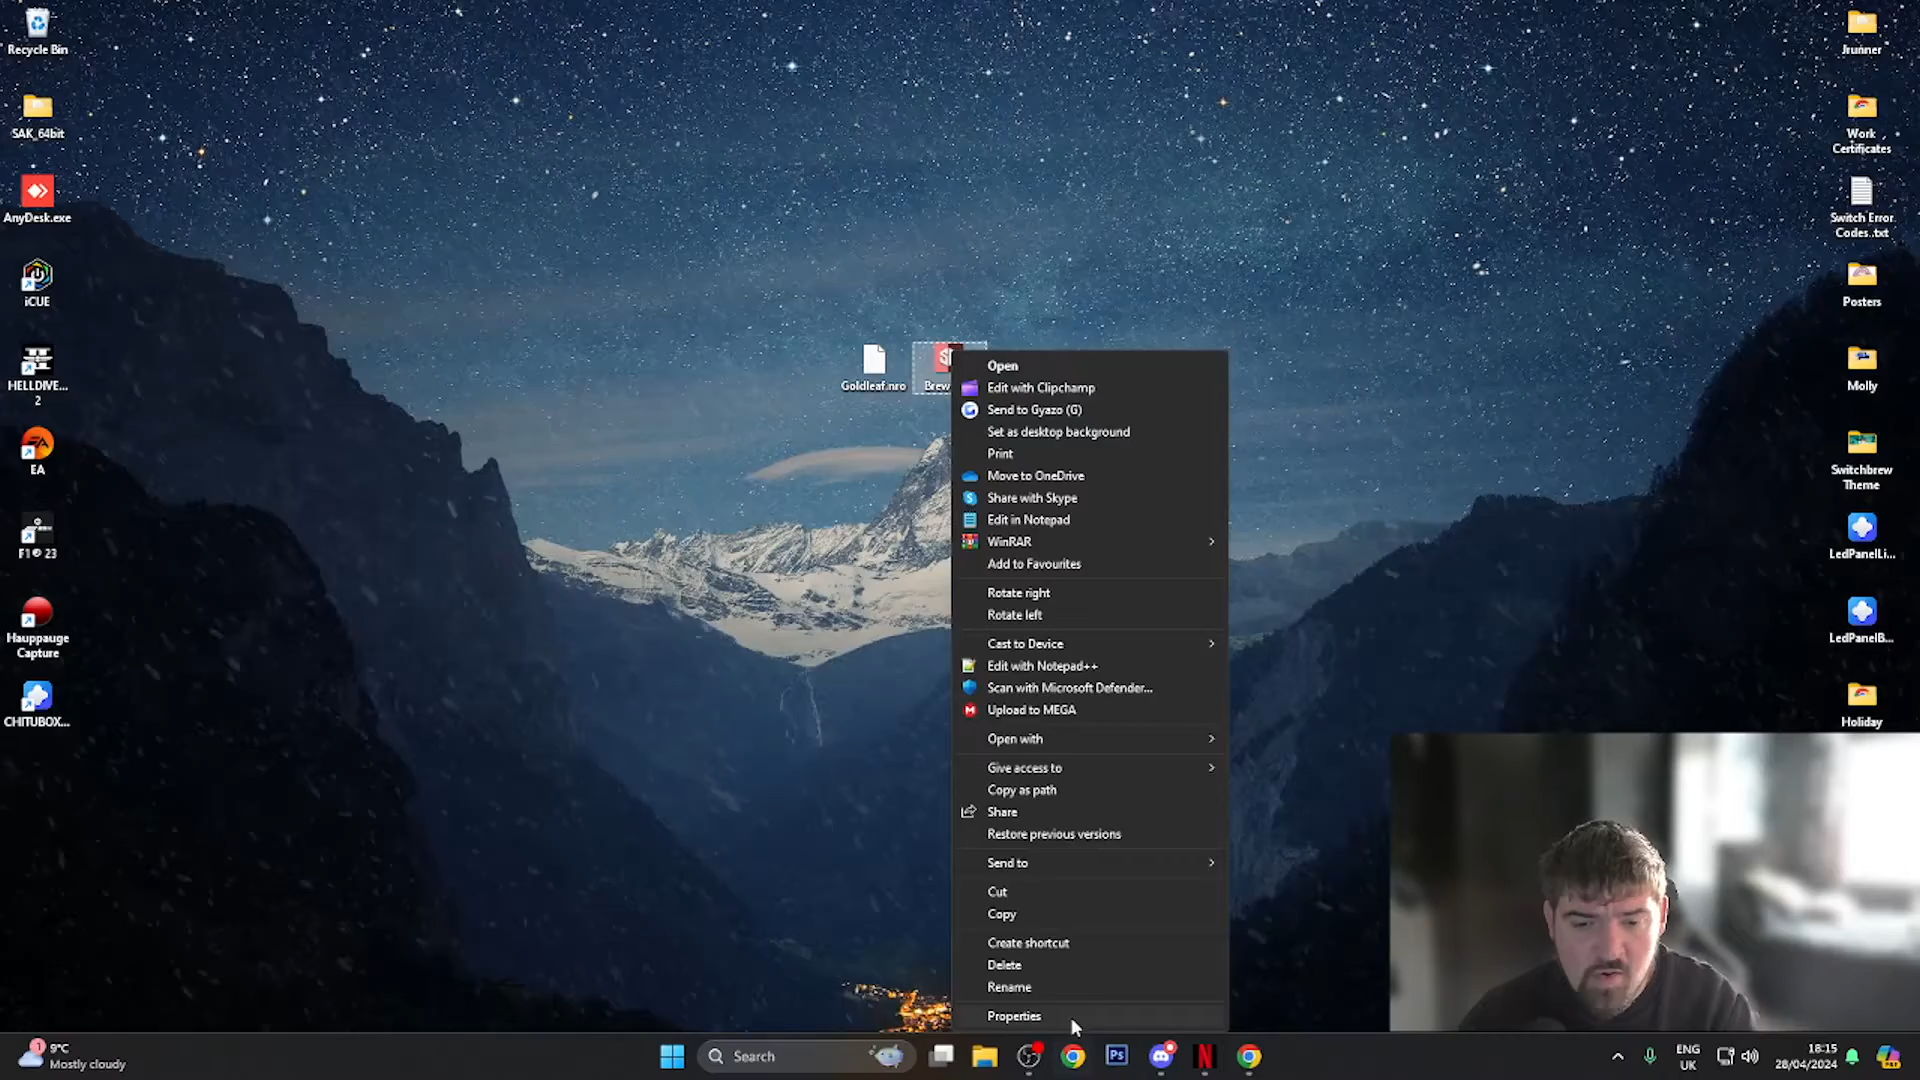 Recycle Bin
SAK_64bit
AnyDesk.exe
iCUE
HELLDIVE...
2
EA
F1® 23
Hauppauge
Capture
CHITUBOX...
Goldleaf.nro
Brew
Open
Edit with Clipchamp
Send to Gyazo (G)
Set as desktop background
Print
Move to OneDrive
Share with Skype
Edit in Notepad
WinRAR
Add to Favourites
Rotate right
Rotate left
Cast to Device
Edit with Notepad++
Scan with Microsoft Defender...
Upload to MEGA
Open with
Give access to
Copy as path
Share
Restore previous versions
Send to
Cut
Copy
Create shortcut
Delete
Rename
Properties
Jrunner
Work
Certificates
Switch Error
Codes..txt
Posters
Molly
Switchbrew
Theme
LedPanelLi...
LedPanelB...
Holiday
1
9°C
Mostly cloudy
Search
Ps
N
ENG
UK
18:15
28/04/2024